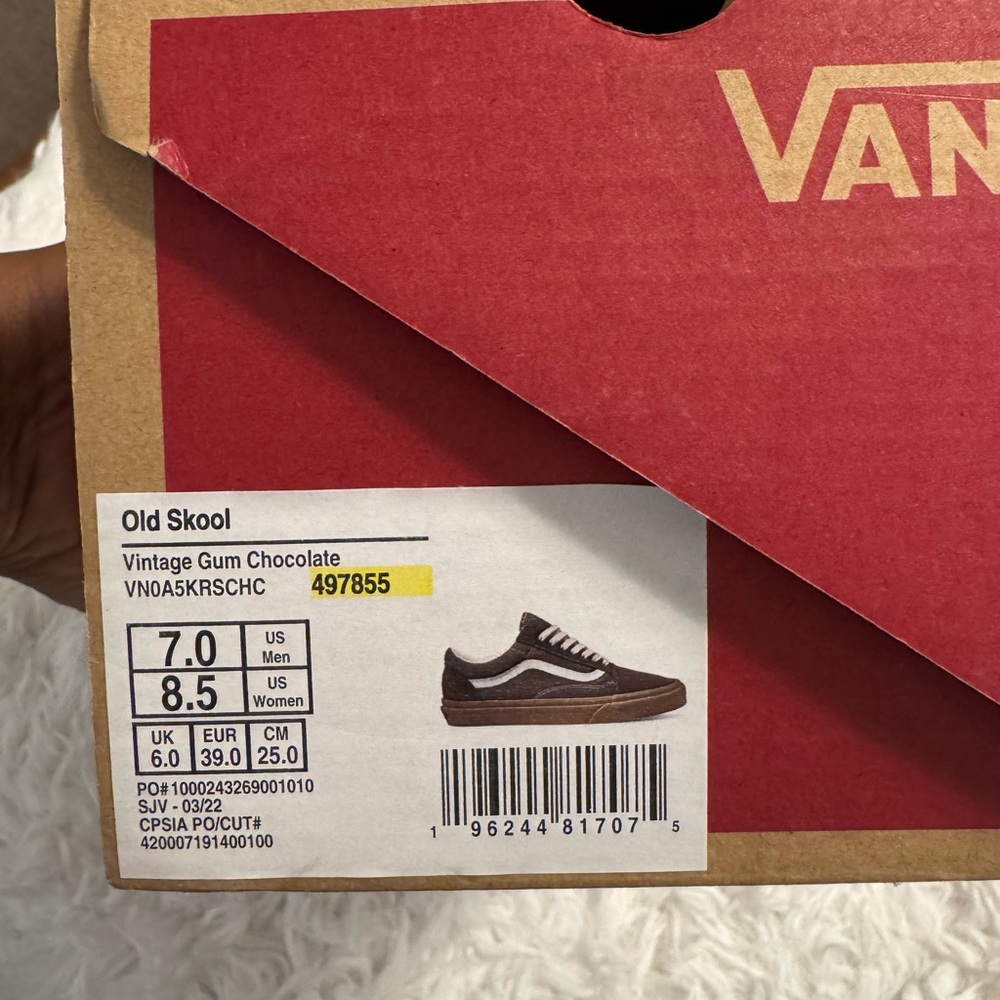 VAN
Old Skool
Vintage Gum Chocolate
VN0A5KRSCHC 497855
7.0 US Men
8.5 US Women
UK EUR CM
6.0 39.0 25.0
PO#1000243269001010
SJV - 03/22
CPSIA PO/CUT#
420007191400100
1 96244 81707 5